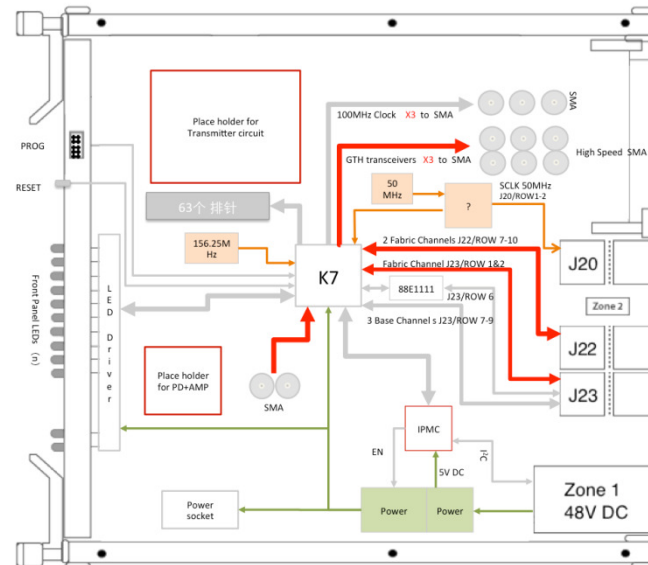 Place holder for
Transmitter circuit
100MHz Clock X3 to SMA
SMA
PROG
GTH transceivers X3 to SMA
High Speed SMA
RESET
63个 排针
50
MHz
?
SCLK 50MHz
J20/ROW1-2
156.25M
Hz
K7
2 Fabric Channels J22/ROW 7-10
Fabric Channel J23/ROW 1&2
J20
88E1111
J23/ROW 6
3 Base Channel s J23/ROW 7-9
Zone 2
Front Panel LEDs (n)
LED Driver
J22
Place holder
for PD+AMP
J23
SMA
IPMC
EN
I²C
5V DC
Zone 1
48V DC
Power
socket
Power
Power